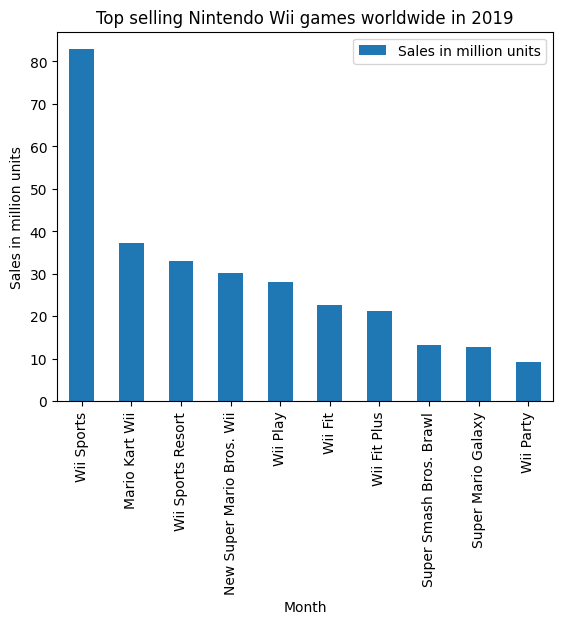 Top selling Nintendo Wii games worldwide in 2019
Sales in million units
Sales in million units
80
70
60
50
40
30
20
10
0
Wii Sports
Mario Kart Wii
Wii Sports Resort
New Super Mario Bros. Wii
Wii Play
Wii Fit
Wii Fit Plus
Super Smash Bros. Brawl
Super Mario Galaxy
Wii Party
Month